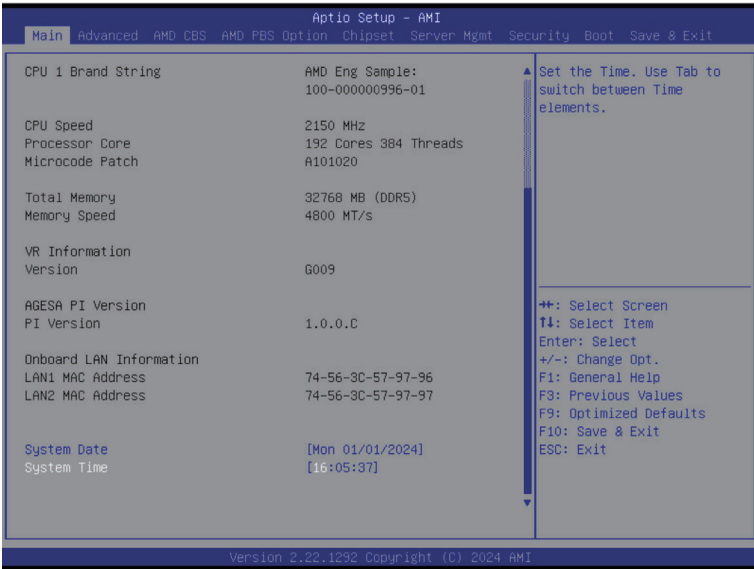 Aptio Setup - AMI
Main Advanced AMD CBS AMD PBS Option Chipset Server Mgmt Security Boot Save & Exit
CPU 1 Brand String AMD Eng Sample:
100-000000996-01
CPU Speed 2150 MHz
Processor Core 192 Cores 384 Threads
Microcode Patch A101020
Total Memory 32768 MB (DDR5)
Memory Speed 4800 MT/s
VR Information
Version G009
AGESA PI Version
PI Version 1.0.0.C
Onboard LAN Information
LAN1 MAC Address 74-56-3C-57-97-96
LAN2 MAC Address 74-56-3C-57-97-97
System Date [Mon 01/01/2024]
System Time [16:05:37]
Set the Time. Use Tab to
switch between Time
elements.
→←: Select Screen
↑↓: Select Item
Enter: Select
+/-: Change Opt.
F1: General Help
F3: Previous Values
F9: Optimized Defaults
F10: Save & Exit
ESC: Exit
Version 2.22.1292 Copyright (C) 2024 AMI